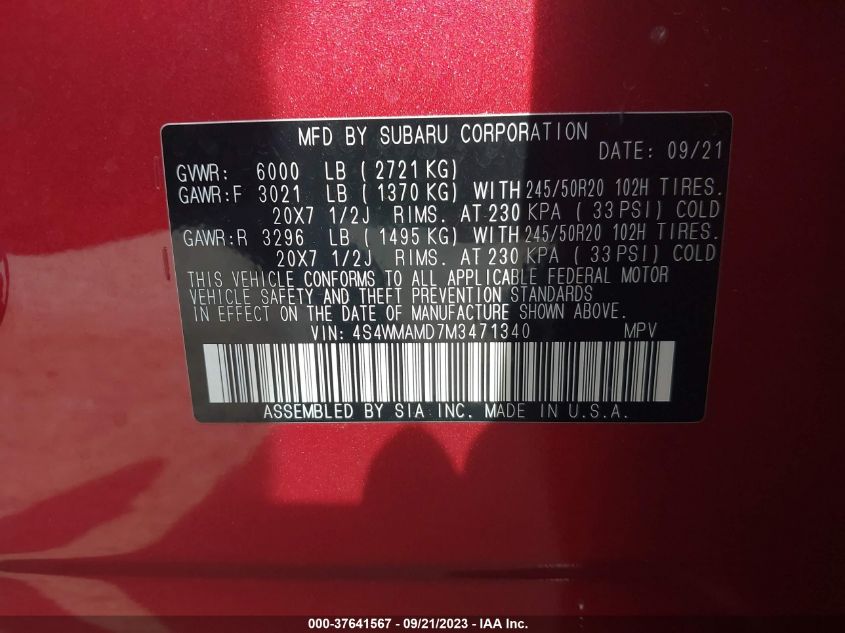 MFD BY SUBARU CORPORATION
DATE: 09/21
GVWR: 6000 LB ( 2721 KG)
GAWR:F 3021 LB ( 1370 KG) WITH 245/50R20 102H TIRES.
20X7 1/2J RIMS. AT 230 KPA ( 33 PSI) COLD
GAWR:R 3296 LB ( 1495 KG) WITH 245/50R20 102H TIRES.
20X7 1/2J RIMS. AT 230 KPA ( 33 PSI) COLD
THIS VEHICLE CONFORMS TO ALL APPLICABLE FEDERAL MOTOR
VEHICLE SAFETY AND THEFT PREVENTION STANDARDS
IN EFFECT ON THE DATE OF MANUFACTURE SHOWN ABOVE.
VIN: 4S4WMAMD7M3471340 MPV
ASSEMBLED BY SIA INC. MADE IN U.S.A.
000-37641567 - 09/21/2023 - IAA Inc.